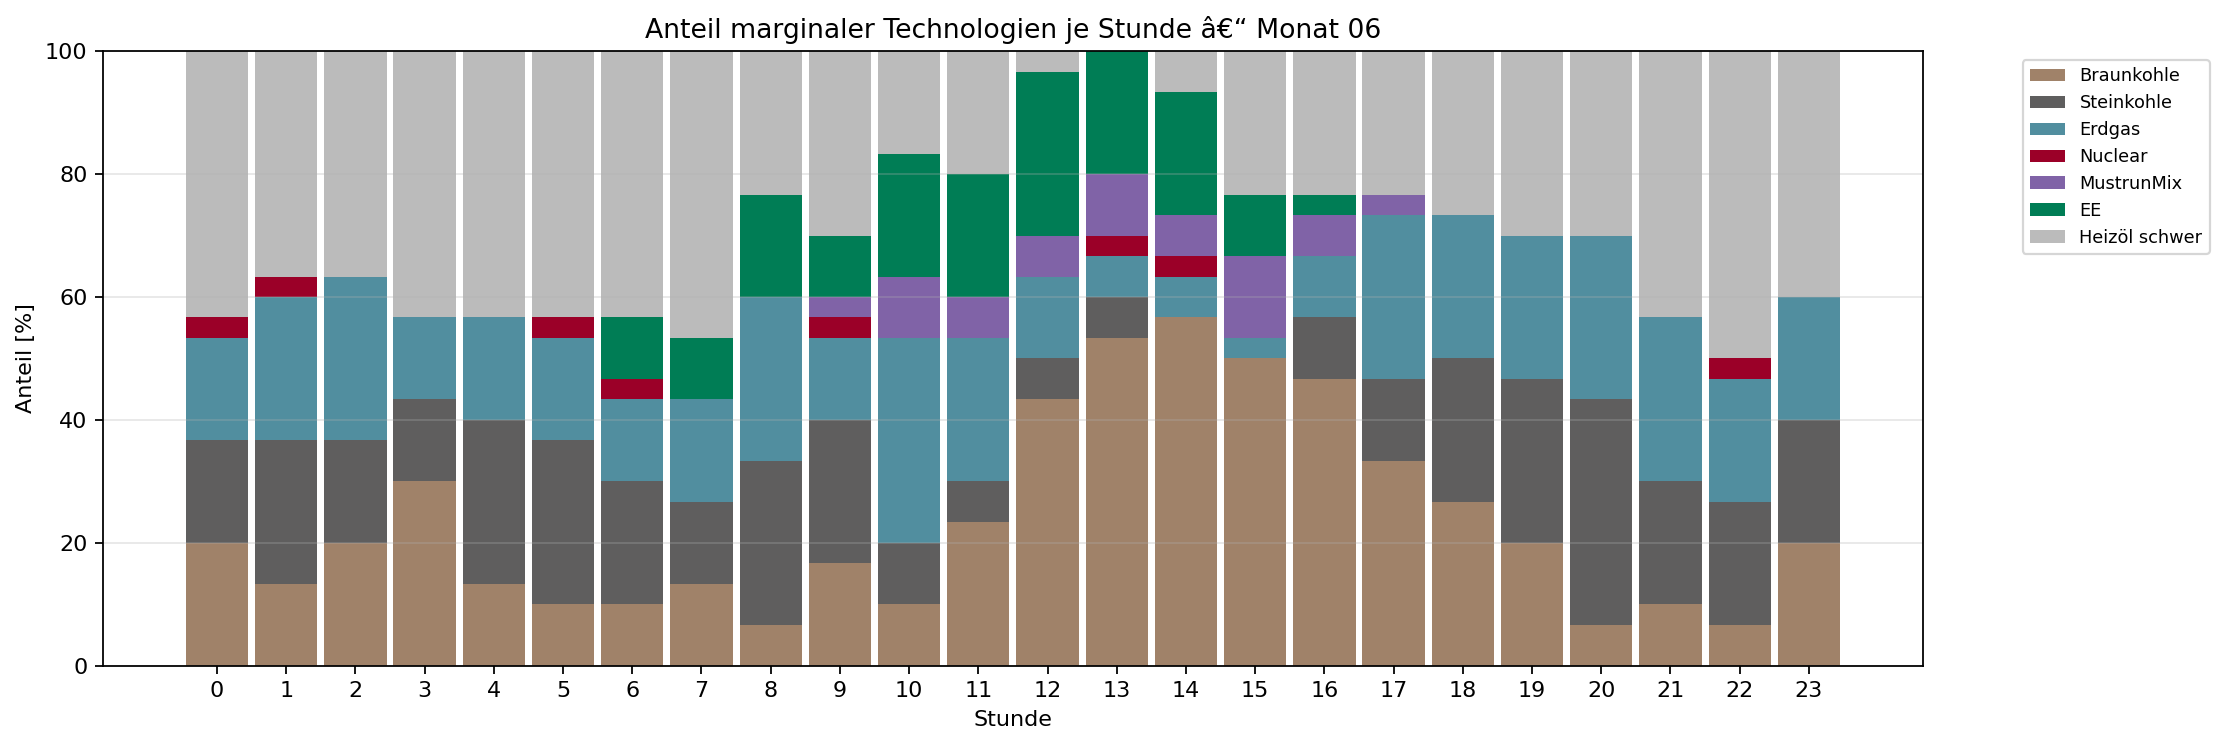 Anteil marginaler Technologien je Stunde â€“ Monat 06
Anteil [%]
100
80
60
40
20
0
0 1 2 3 4 5 6 7 8 9 10 11 12 13 14 15 16 17 18 19 20 21 22 23
Stunde
Braunkohle
Steinkohle
Erdgas
Nuclear
MustrunMix
EE
Heizöl schwer